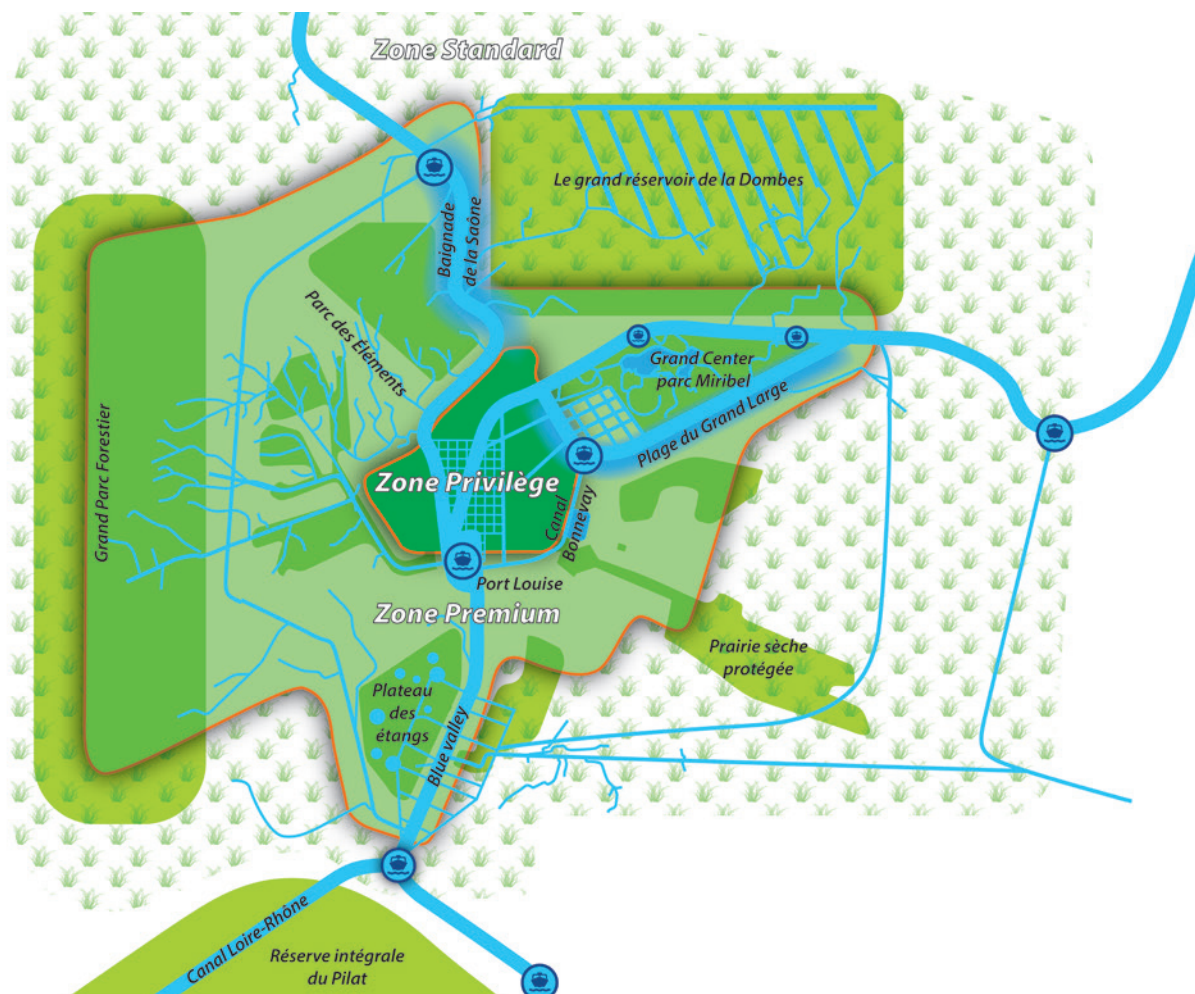 Zone Standard
Le grand réservoir de la Dombes
Baignade
de la Saône
Parc des Éléments
Grand Center
parc Miribel
Plage du Grand Large
Grand Parc Forestier
Zone Privilège
Canal
Bonnevay
Port Louise
Zone Premium
Prairie sèche
protégée
Plateau
des
étangs
Blue valley
Canal Loire-Rhône
Réserve intégrale
du Pilat